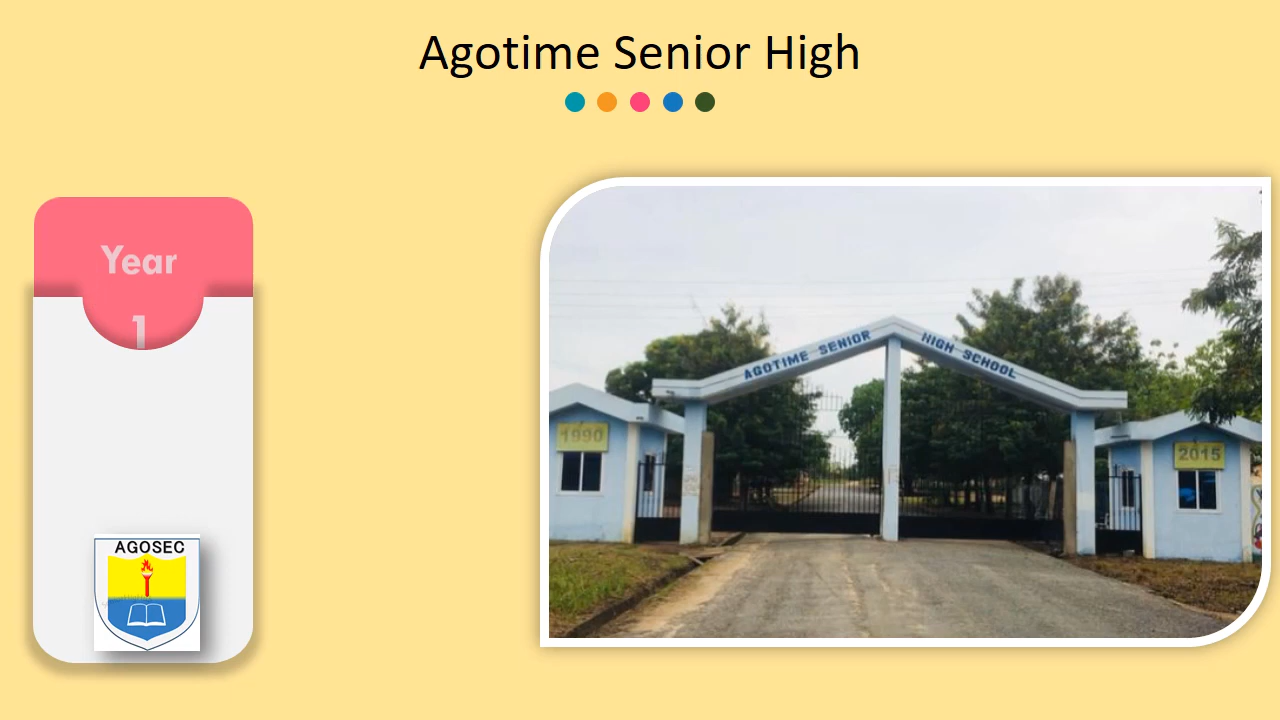 Agotime Senior High
Year
1
AGOSEC
AGOTIME SENIOR HIGH SCHOOL
1990
2015